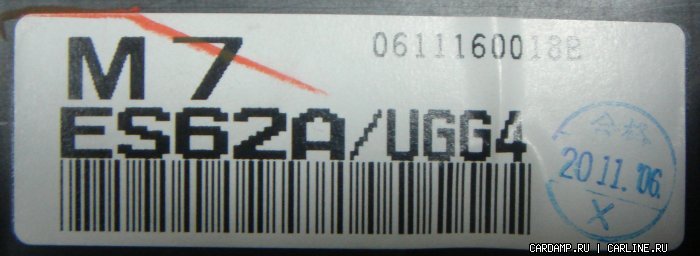 M 7
0611160018B
ES62A/UGG4
合格
20.11.'06.
X
CARDAMP.RU | CARLINE.RU